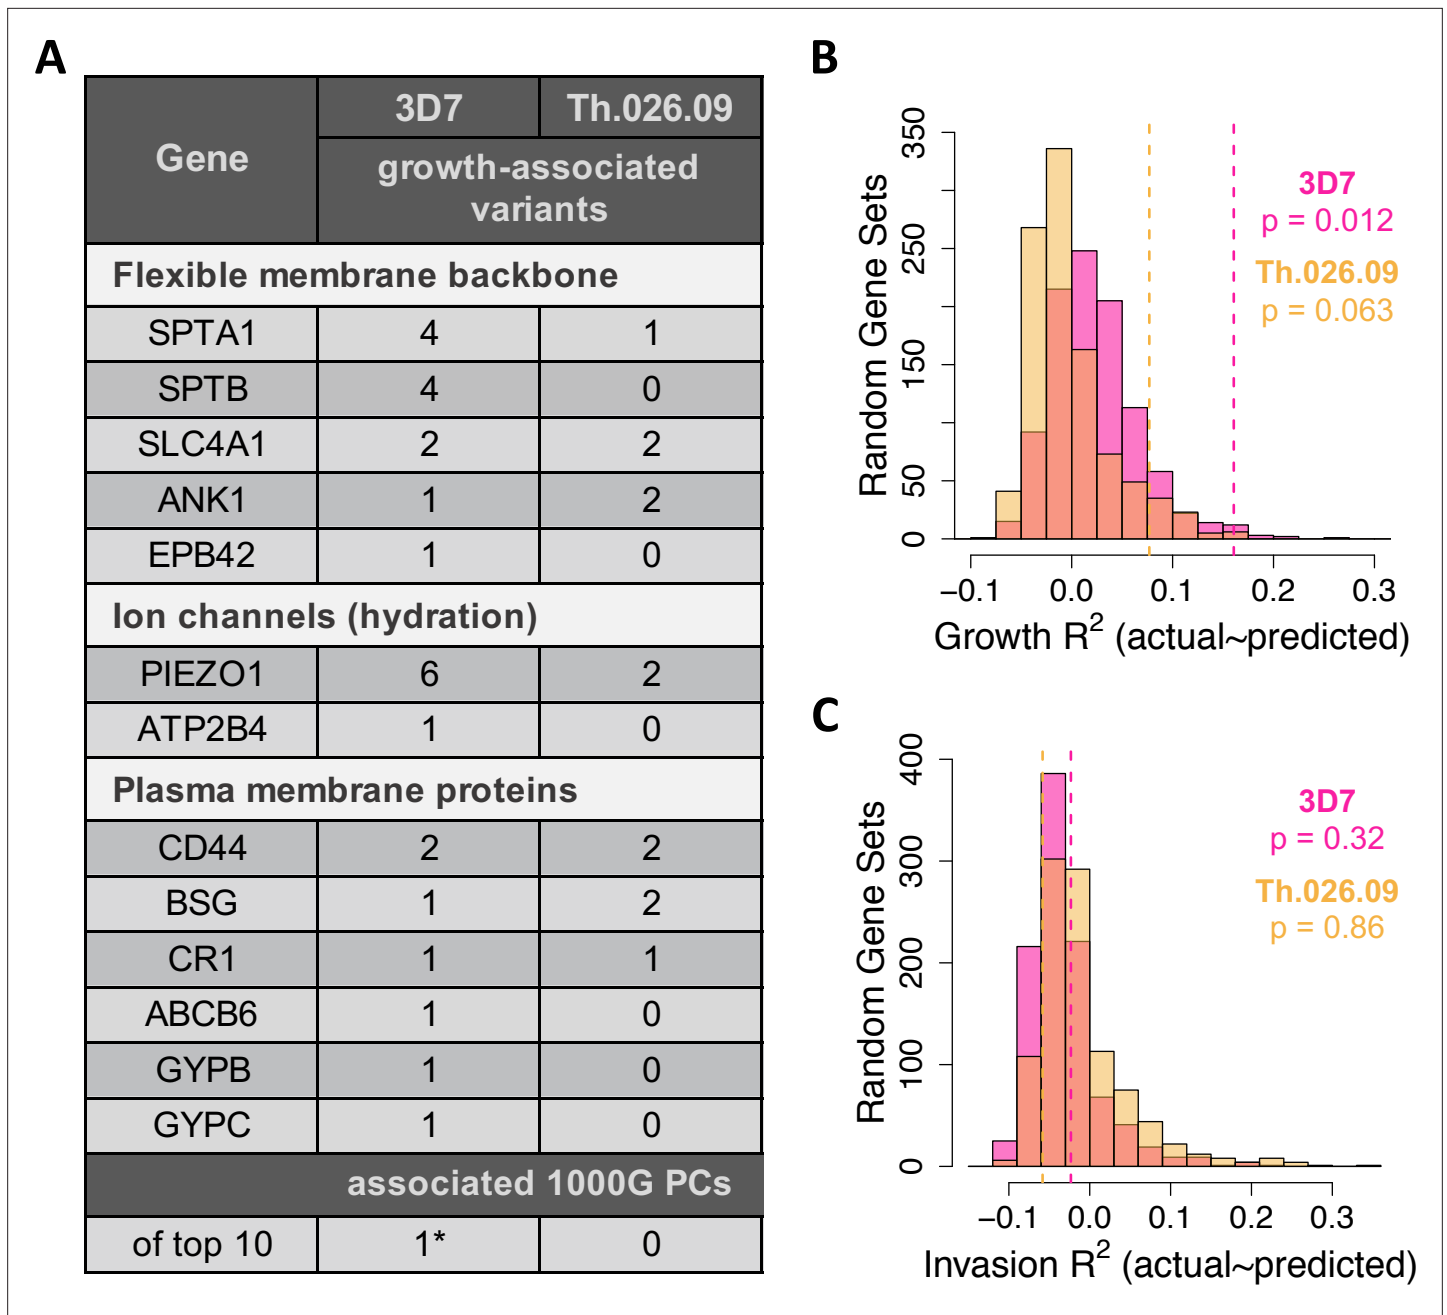 A
Gene 3D7 Th.026.09
growth-associated
variants
Flexible membrane backbone
SPTA1 4 1
SPTB 4 0
SLC4A1 2 2
ANK1 1 2
EPB42 1 0
Ion channels (hydration)
PIEZO1 6 2
ATP2B4 1 0
Plasma membrane proteins
CD44 2 2
BSG 1 2
CR1 1 1
ABCB6 1 0
GYPB 1 0
GYPC 1 0
associated 1000G PCs
of top 10 1* 0
B
Random Gene Sets
0 50 150 250 350
3D7
p = 0.012
Th.026.09
p = 0.063
−0.1 0.0 0.1 0.2 0.3
Growth R² (actual~predicted)
C
Random Gene Sets
0 100 200 300 400
3D7
p = 0.32
Th.026.09
p = 0.86
−0.1 0.0 0.1 0.2 0.3
Invasion R² (actual~predicted)